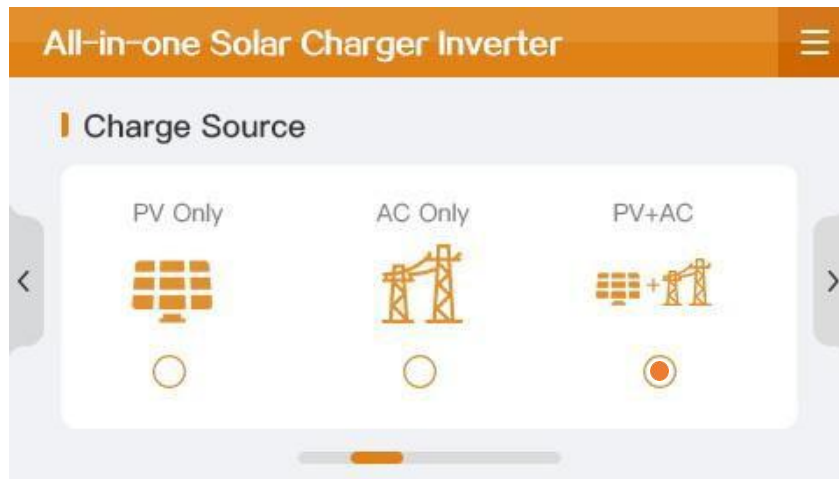 All-in-one Solar Charger Inverter
Charge Source
PV Only AC Only PV+AC